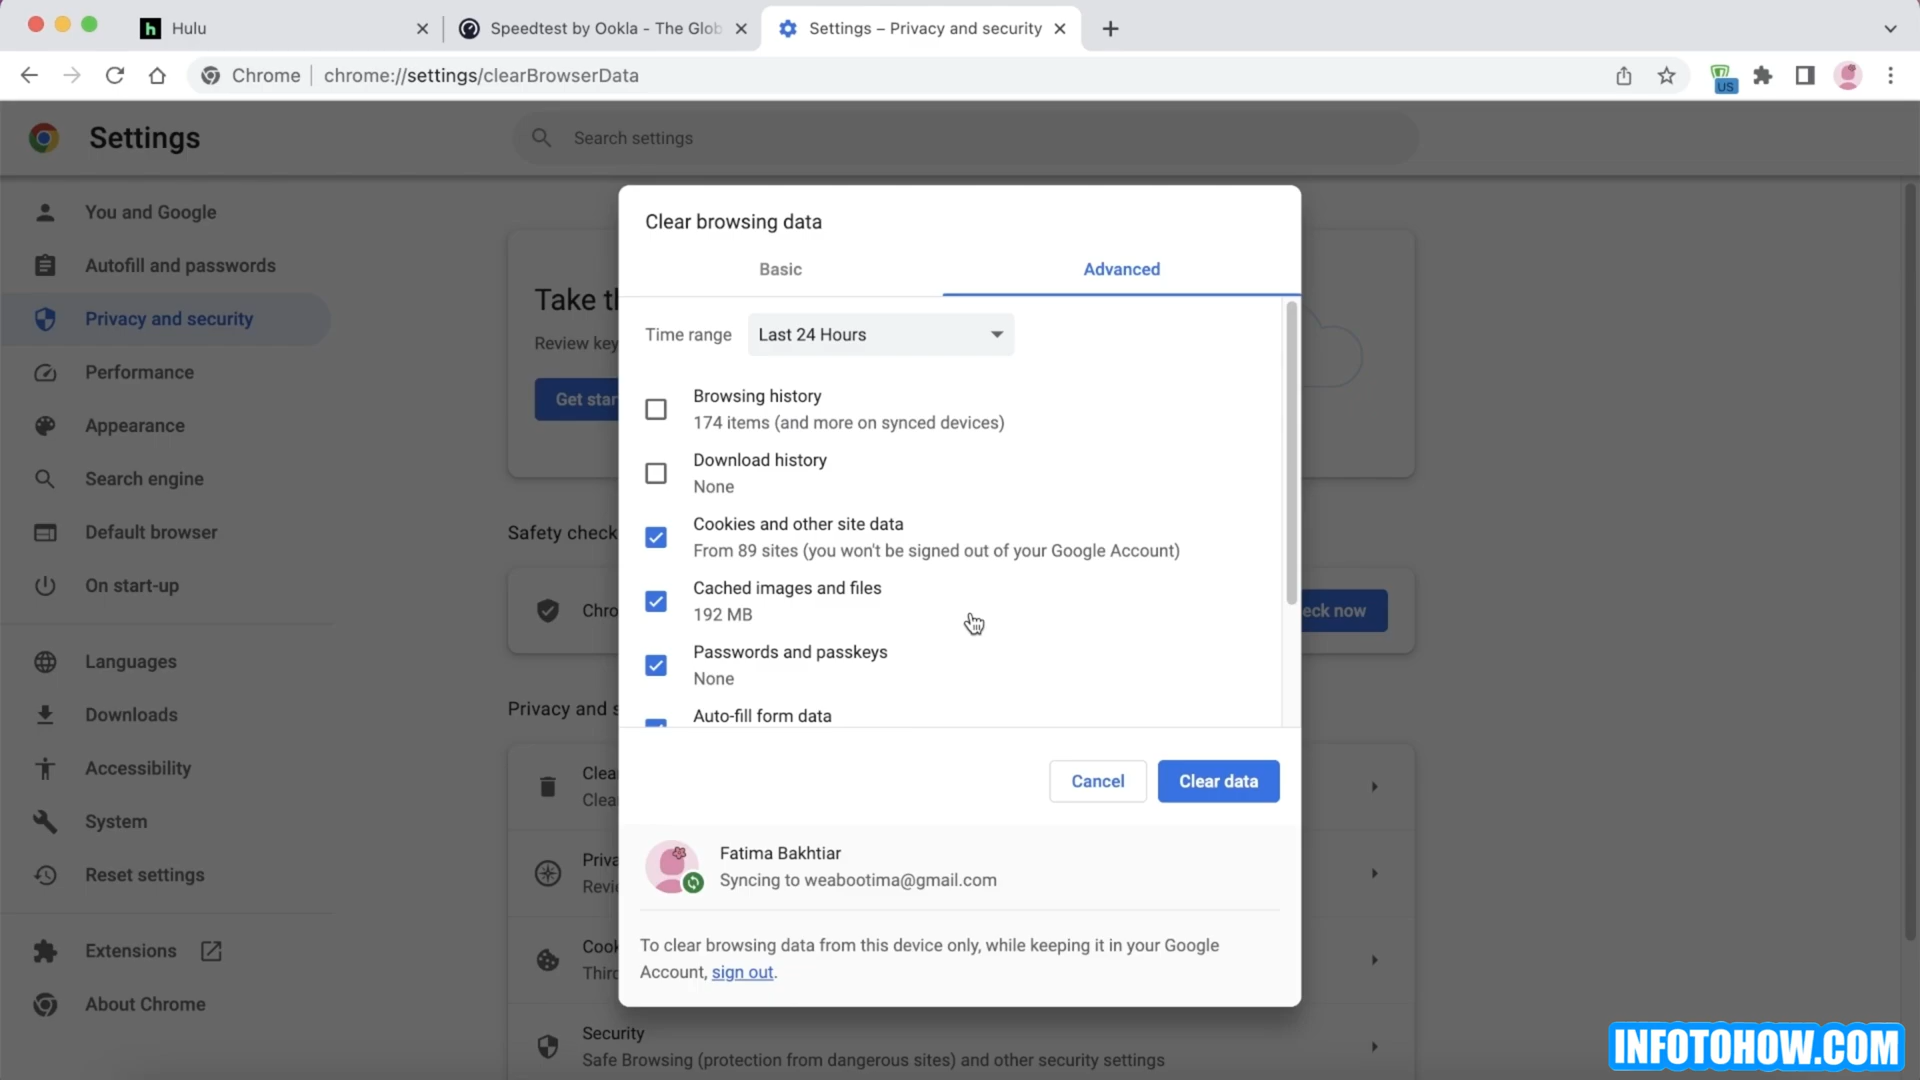 Hulu
Speedtest by Ookla - The Glob
Settings – Privacy and security
Chrome
chrome://settings/clearBrowserData
US
Settings
Search settings
You and Google
Autofill and passwords
Privacy and security
Performance
Appearance
Search engine
Default browser
On start-up
Languages
Downloads
Accessibility
System
Reset settings
Extensions
About Chrome
Take th
Review key
Get star
Safety check
Chro
eck now
Privacy and s
Clea
Clea
Priva
Revie
Cook
Third
Security
Safe Browsing (protection from dangerous sites) and other security settings
Clear browsing data
Basic
Advanced
Time range
Last 24 Hours
Browsing history
174 items (and more on synced devices)
Download history
None
Cookies and other site data
From 89 sites (you won't be signed out of your Google Account)
Cached images and files
192 MB
Passwords and passkeys
None
Auto-fill form data
Cancel
Clear data
Fatima Bakhtiar
Syncing to weabootima@gmail.com
To clear browsing data from this device only, while keeping it in your Google
Account, sign out.
INFOTOHOW.COM